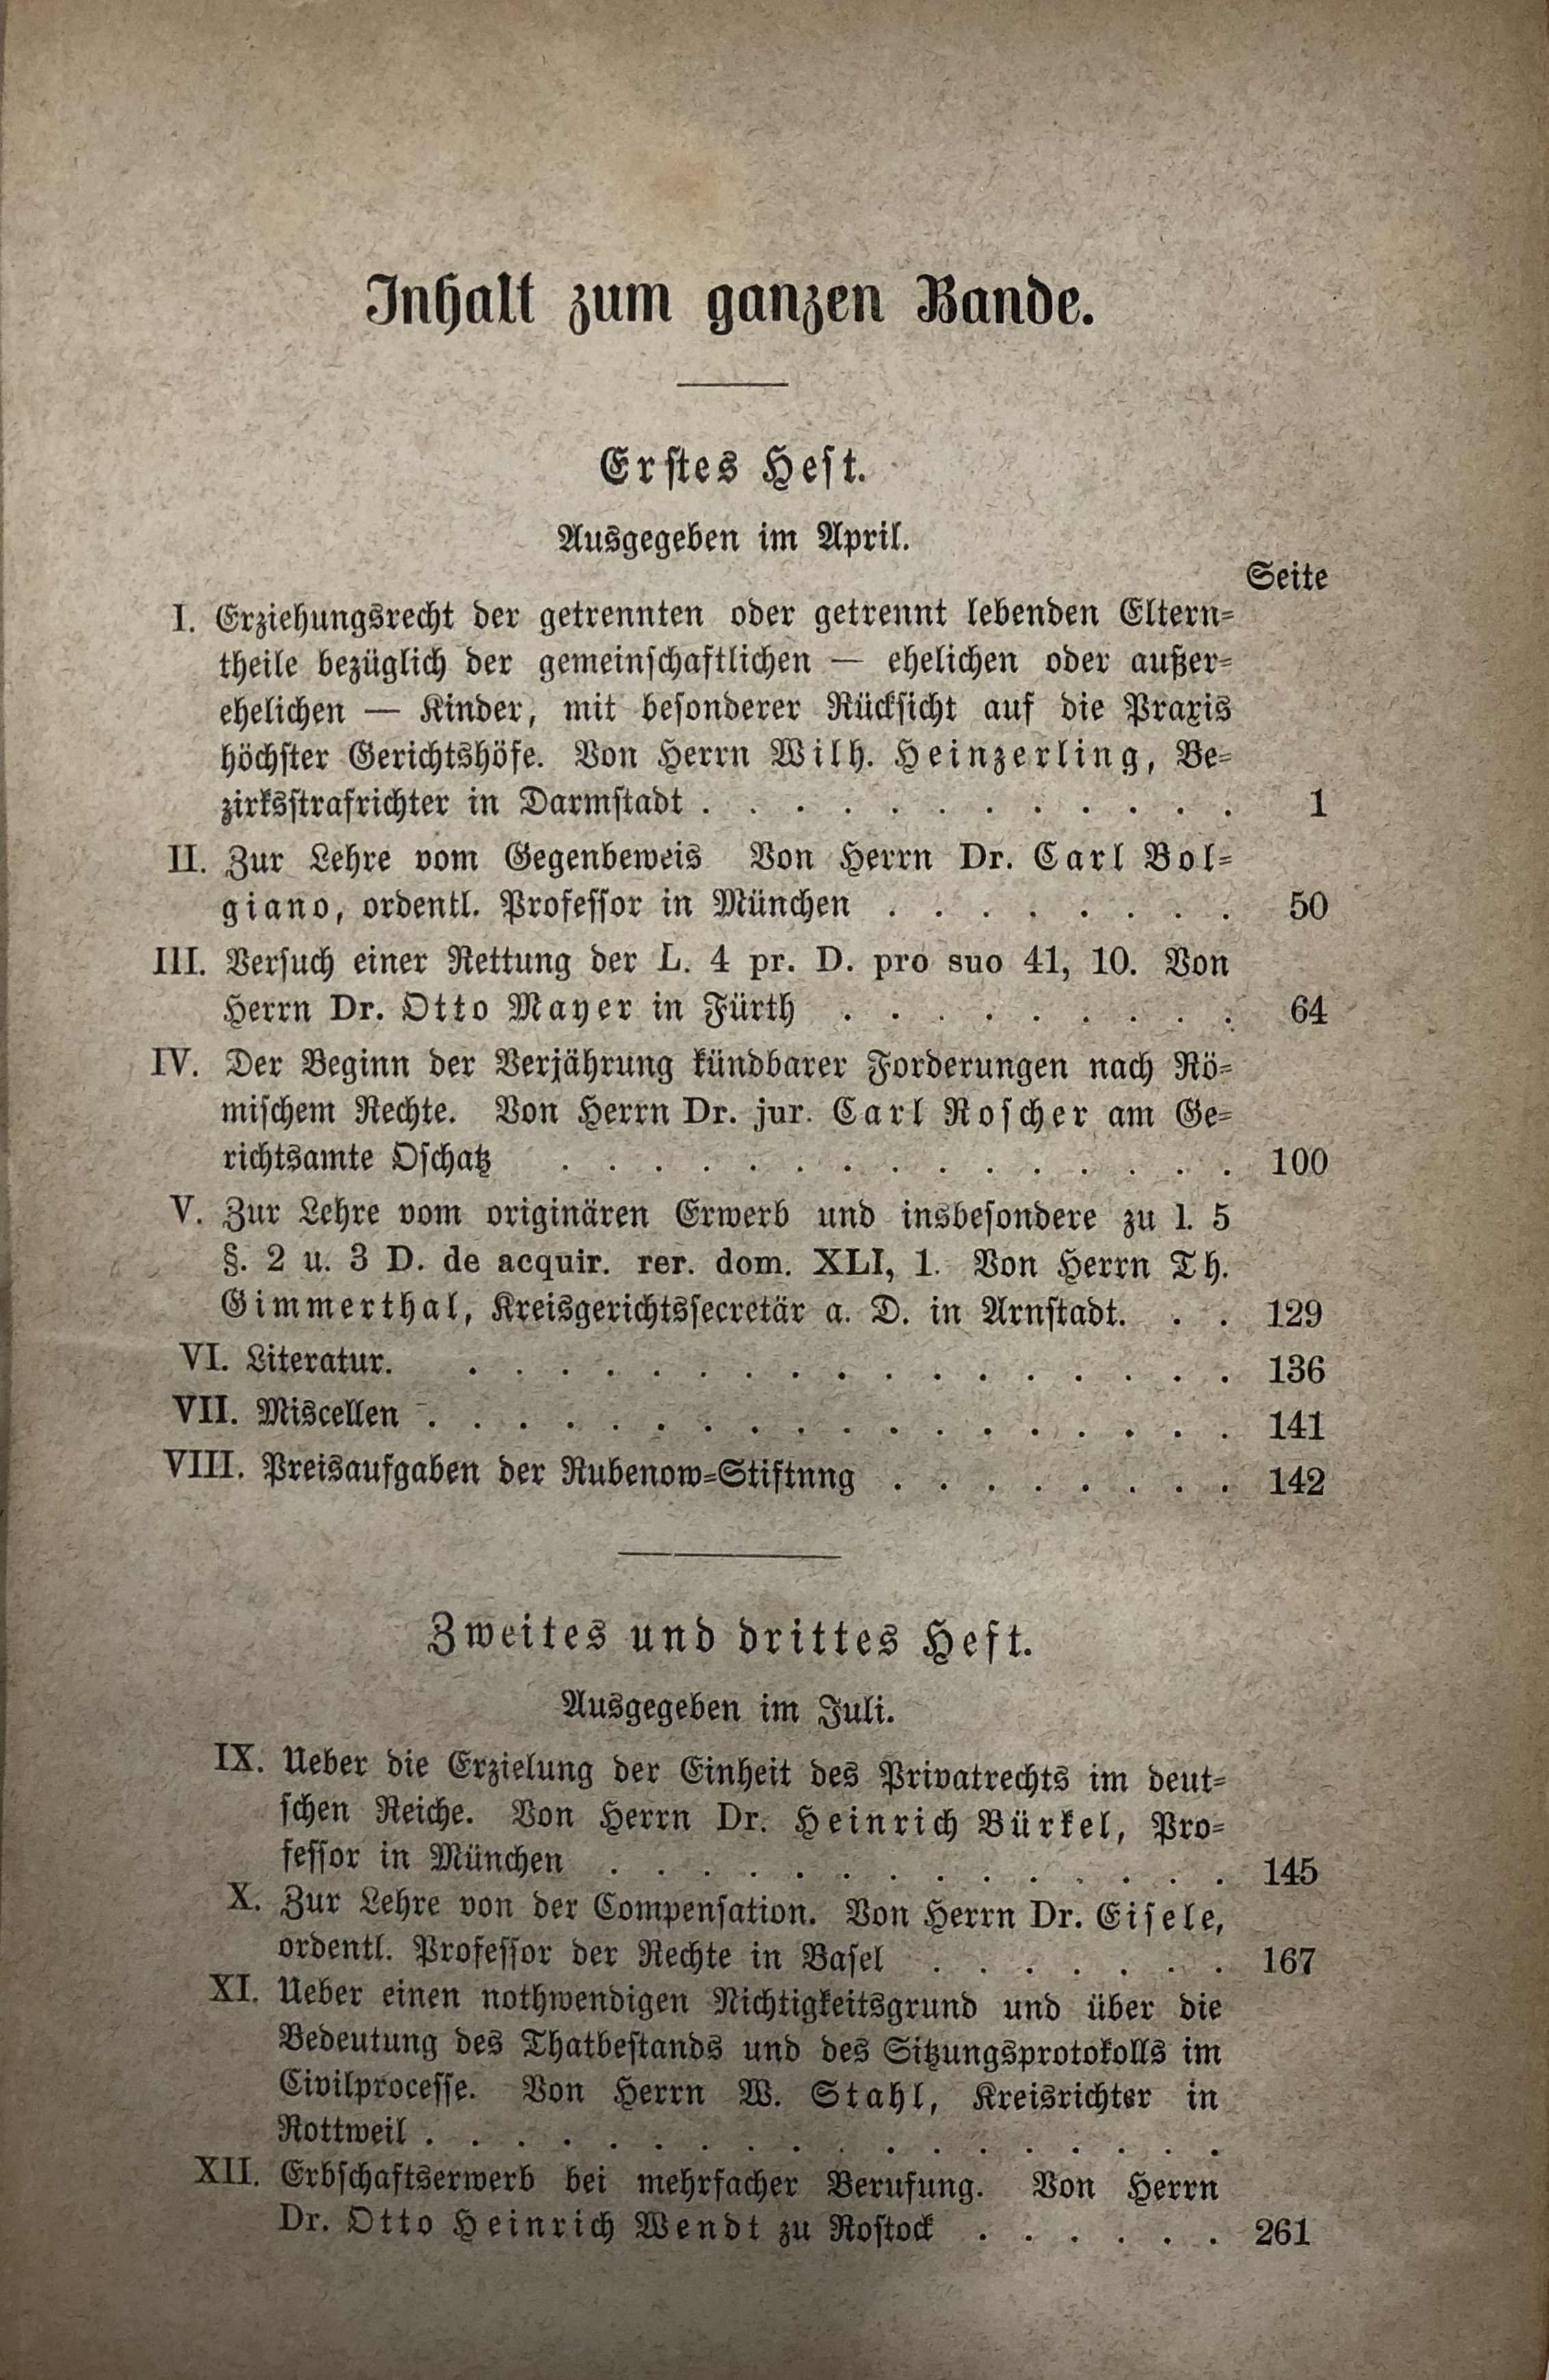 Inhalt zum ganzen Bande.
Erstes Heft.
Ausgegeben im April.
Seite
I. Erziehungsrecht der getrennten oder getrennt lebenden Eltern-
theile bezüglich der gemeinschaftlichen — ehelichen oder außer-
ehelichen — Kinder, mit besonderer Rücksicht auf die Praxis
höchster Gerichtshöfe. Von Herrn Wilh. Heinzerling, Be-
zirksstrafrichter in Darmstadt . . . . . . . . . . . . 1
II. Zur Lehre vom Gegenbeweis Von Herrn Dr. Carl Bol-
giano, ordentl. Professor in München . . . . . . . . 50
III. Versuch einer Rettung der L. 4 pr. D. pro suo 41, 10. Von
Herrn Dr. Otto Mayer in Fürth . . . . . . . . . 64
IV. Der Beginn der Verjährung kündbarer Forderungen nach Rö-
mischem Rechte. Von Herrn Dr. jur. Carl Roscher am Ge-
richtsamte Oschatz . . . . . . . . . . . . . . . 100
V. Zur Lehre vom originären Erwerb und insbesondere zu l. 5
§. 2 u. 3 D. de acquir. rer. dom. XLI, 1. Von Herrn Th.
Gimmerthal, Kreisgerichtssecretär a. D. in Arnstadt. . . 129
VI. Literatur. . . . . . . . . . . . . . . . . . 136
VII. Miscellen . . . . . . . . . . . . . . . . . . 141
VIII. Preisaufgaben der Rubenow-Stiftnng . . . . . . . . 142
Zweites und drittes Heft.
Ausgegeben im Juli.
IX. Ueber die Erzielung der Einheit des Privatrechts im deut-
schen Reiche. Von Herrn Dr. Heinrich Bürkel, Pro-
fessor in München . . . . . . . . . . . . . . 145
X. Zur Lehre von der Compensation. Von Herrn Dr. Eisele,
ordentl. Professor der Rechte in Basel . . . . . . . 167
XI. Ueber einen nothwendigen Nichtigkeitsgrund und über die
Bedeutung des Thatbestands und des Sitzungsprotokolls im
Civilprocesse. Von Herrn W. Stahl, Kreisrichter in
Rottweil . . . . . . . . . . . . . . . . . .
XII. Erbschaftserwerb bei mehrfacher Berufung. Von Herrn
Dr. Otto Heinrich Wendt zu Rostock . . . . . . 261